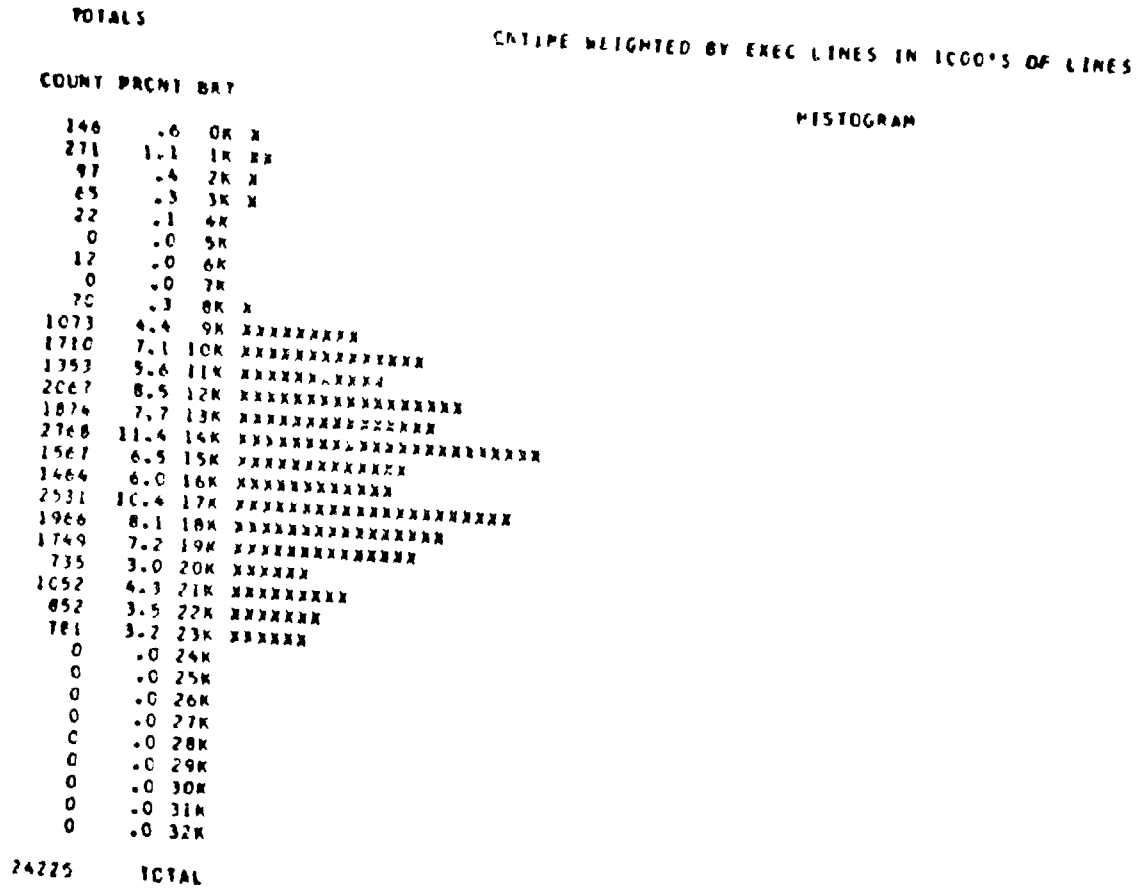 TOTALS
ENTIRE WEIGHTED BY EXEC LINES IN 1000'S OF LINES
COUNT PRCNT BKT
HISTOGRAM
146 .6 0K X
271 1.1 1K XX
97 .4 2K X
65 .3 3K X
22 .1 4K
0 .0 5K
12 .0 6K
0 .0 7K
70 .3 8K X
1073 4.4 9K XXXXXXXXX
1710 7.1 10K XXXXXXXXXXXXXX
1353 5.6 11K XXXXXXXXXXX
2067 8.5 12K XXXXXXXXXXXXXXXXX
1874 7.7 13K XXXXXXXXXXXXXXX
2768 11.4 14K XXXXXXXXXXXXXXXXXXXXXXX
1567 6.5 15K XXXXXXXXXXXXX
1464 6.0 16K XXXXXXXXXXXX
2531 10.4 17K XXXXXXXXXXXXXXXXXXXXX
1966 8.1 18K XXXXXXXXXXXXXXXX
1749 7.2 19K XXXXXXXXXXXXXX
735 3.0 20K XXXXXX
1052 4.3 21K XXXXXXXXX
852 3.5 22K XXXXXXX
781 3.2 23K XXXXXX
0 .0 24K
0 .0 25K
0 .0 26K
0 .0 27K
0 .0 28K
0 .0 29K
0 .0 30K
0 .0 31K
0 .0 32K
24225 TOTAL